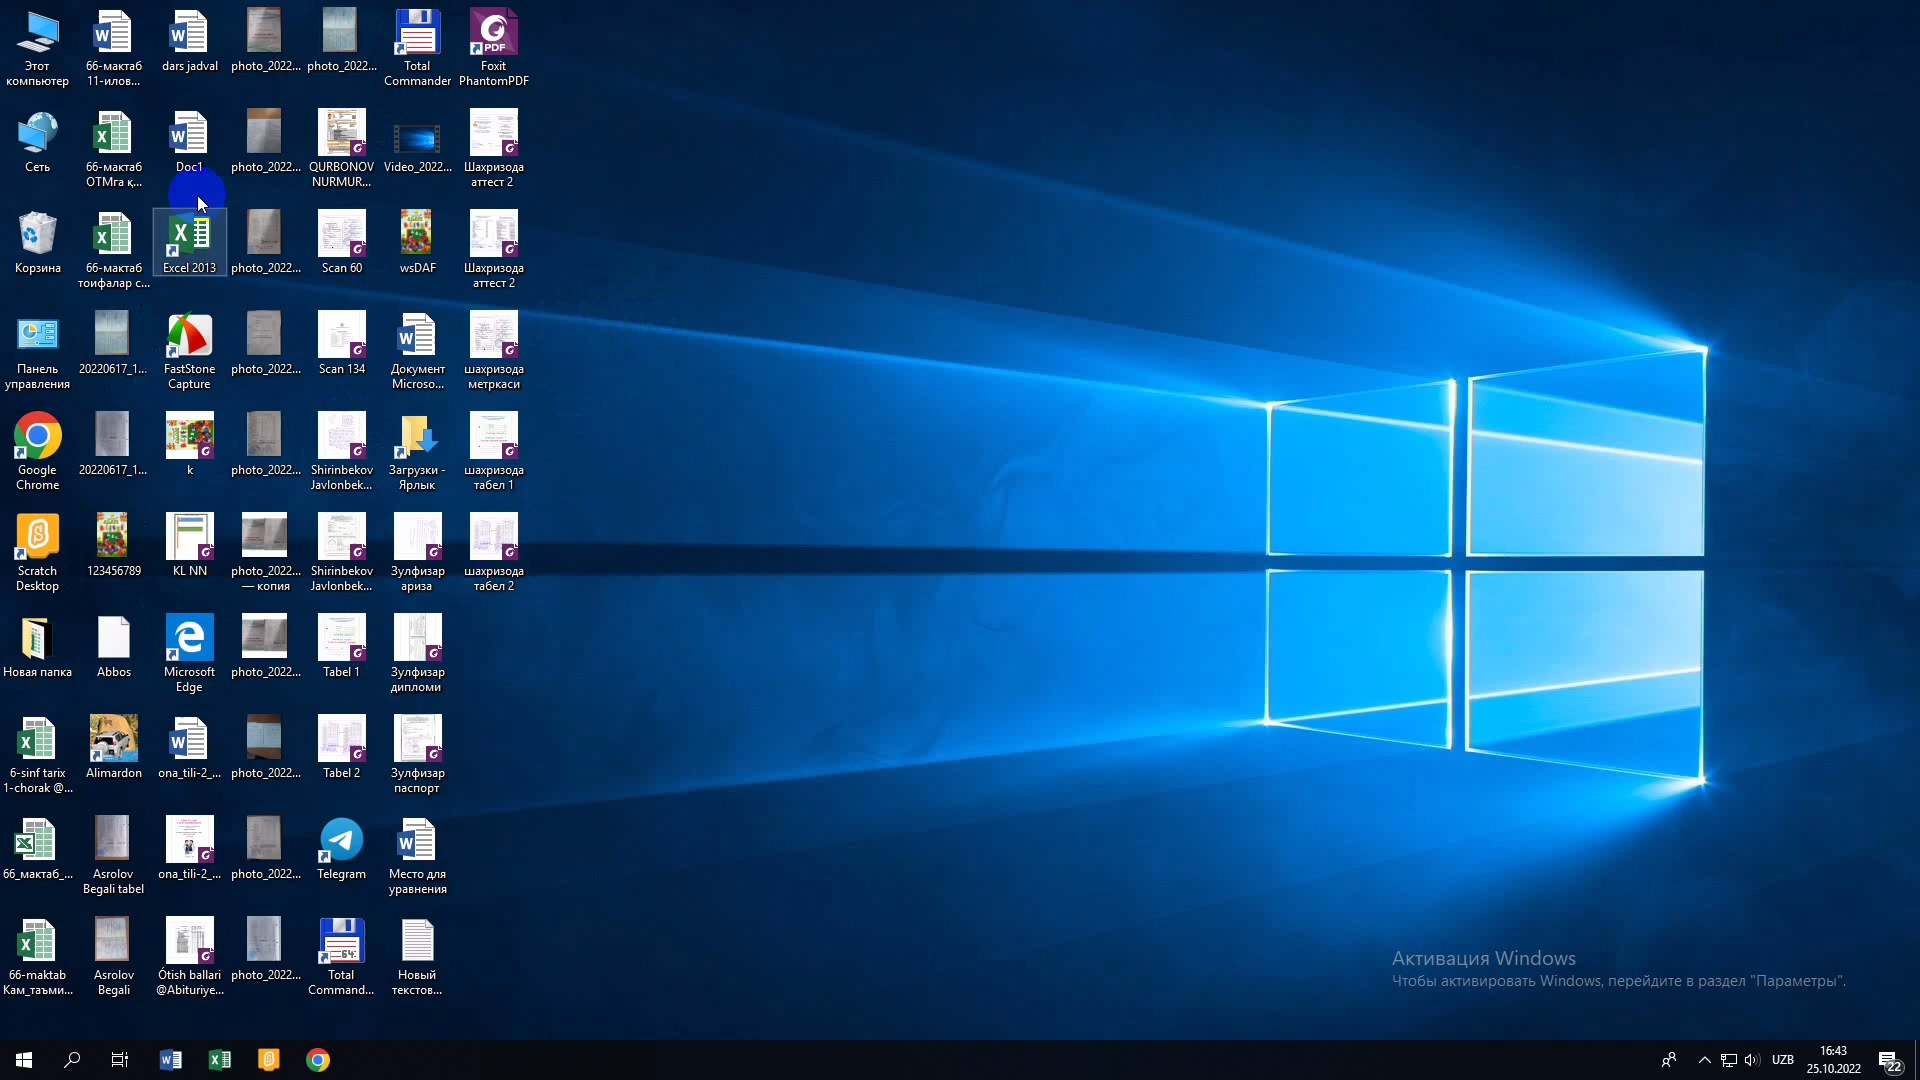 Этот
компьютер
66-мактаб
11-илов...
dars jadval
photo_2022...
photo_2022...
Total
Commander
Foxit
PhantomPDF
Сеть
66-мактаб
ОТМга қ...
Doc1
photo_2022...
QURBONOV
NURMUR...
Video_2022...
Шахризода
аттест 2
Корзина
66-мактаб
тоифалар с...
Excel 2013
photo_2022...
Scan 60
wsDAF
Шахризода
аттест 2
Панель
управления
20220617_1...
FastStone
Capture
photo_2022...
Scan 134
Документ
Microso...
шахризода
метркаси
Google
Chrome
20220617_1...
k
photo_2022...
Shirinbekov
Javlonbek...
Загрузки -
Ярлык
шахризода
табел 1
Scratch
Desktop
123456789
KL NN
photo_2022...
— копия
Shirinbekov
Javlonbek...
Зулфизар
ариза
шахризода
табел 2
Новая папка
Abbos
Microsoft
Edge
photo_2022...
Tabel 1
Зулфизар
дипломи
6-sinf tarix
1-chorak @...
Alimardon
ona_tili-2_...
photo_2022...
Tabel 2
Зулфизар
паспорт
66_мактаб_...
Asrolov
Begali tabel
ona_tili-2_...
photo_2022...
Telegram
Место для
уравнения
66-maktab
Кам_таъми...
Asrolov
Begali
Ótish ballari
@Abituriye...
photo_2022...
Total
Command...
Новый
текстов...
Активация Windows
Чтобы активировать Windows, перейдите в раздел "Параметры".
UZB
16:43
25.10.2022
22